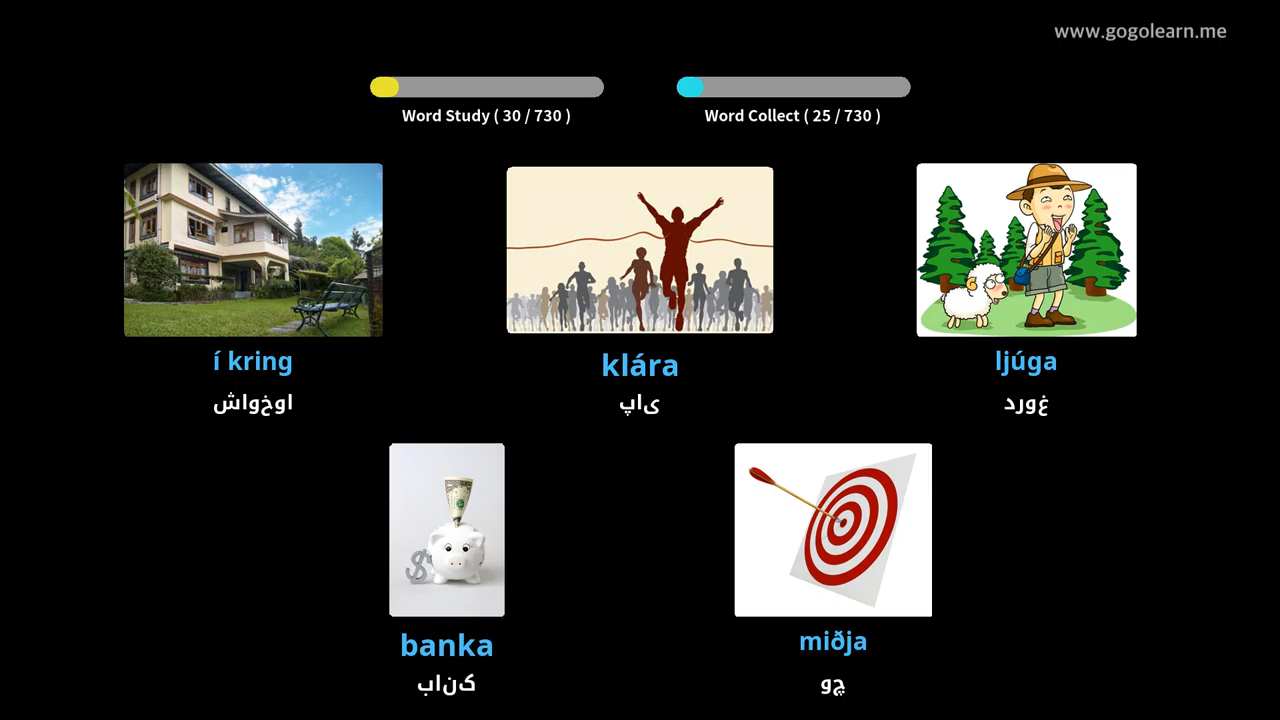 www.gogolearn.me
Word Study ( 30 / 730 )
Word Collect ( 25 / 730 )
í kring
اوخواش
klára
یاپ
ljúga
غورد
banka
کناب
miðja
چو